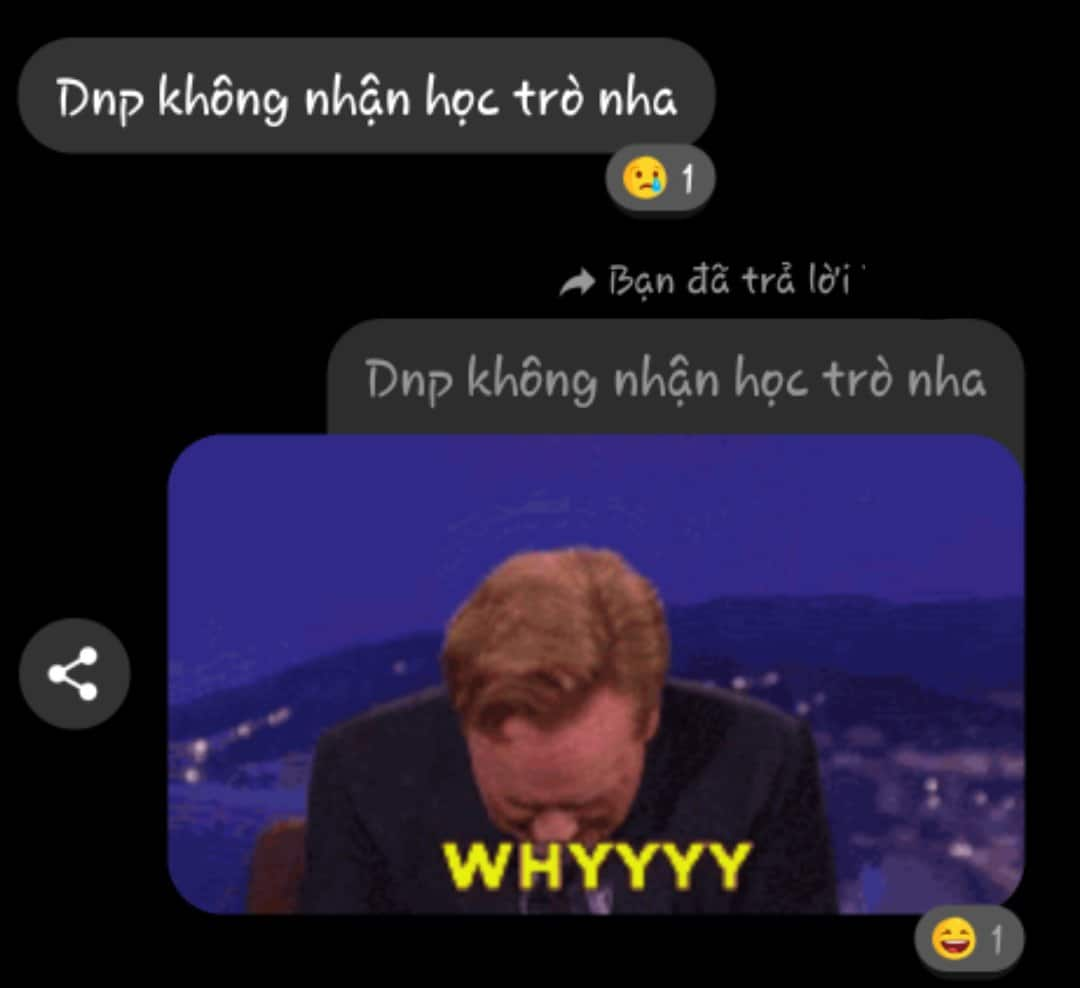 Dnp không nhận học trò nha
1
Bạn đã trả lời
Dnp không nhận học trò nha
WHYYYY
1